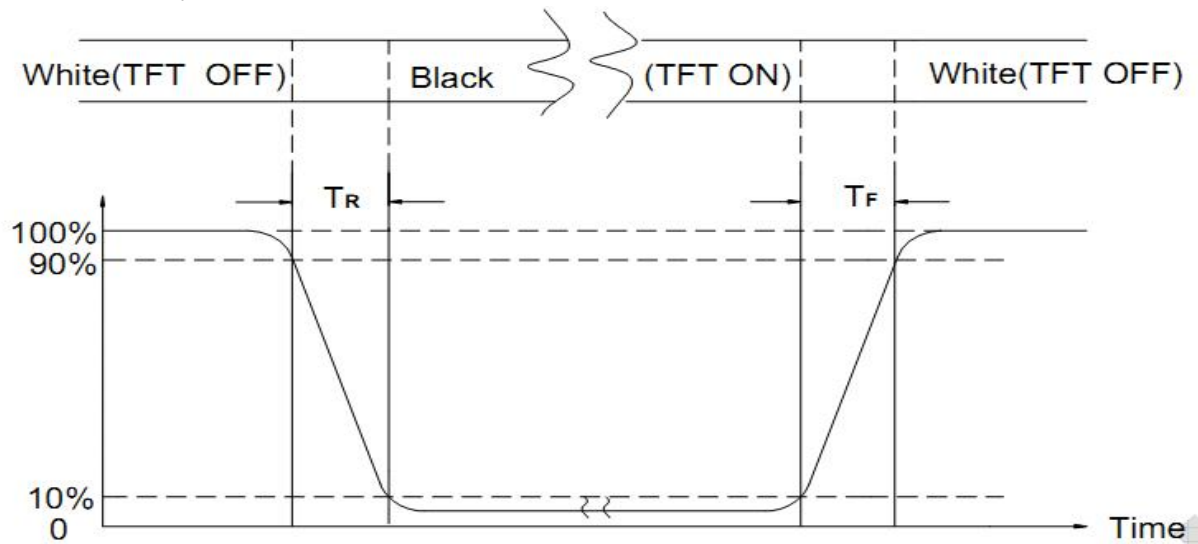 White(TFT OFF) Black (TFT ON) White(TFT OFF)
TR TF
100%
90%
10%
0
Time